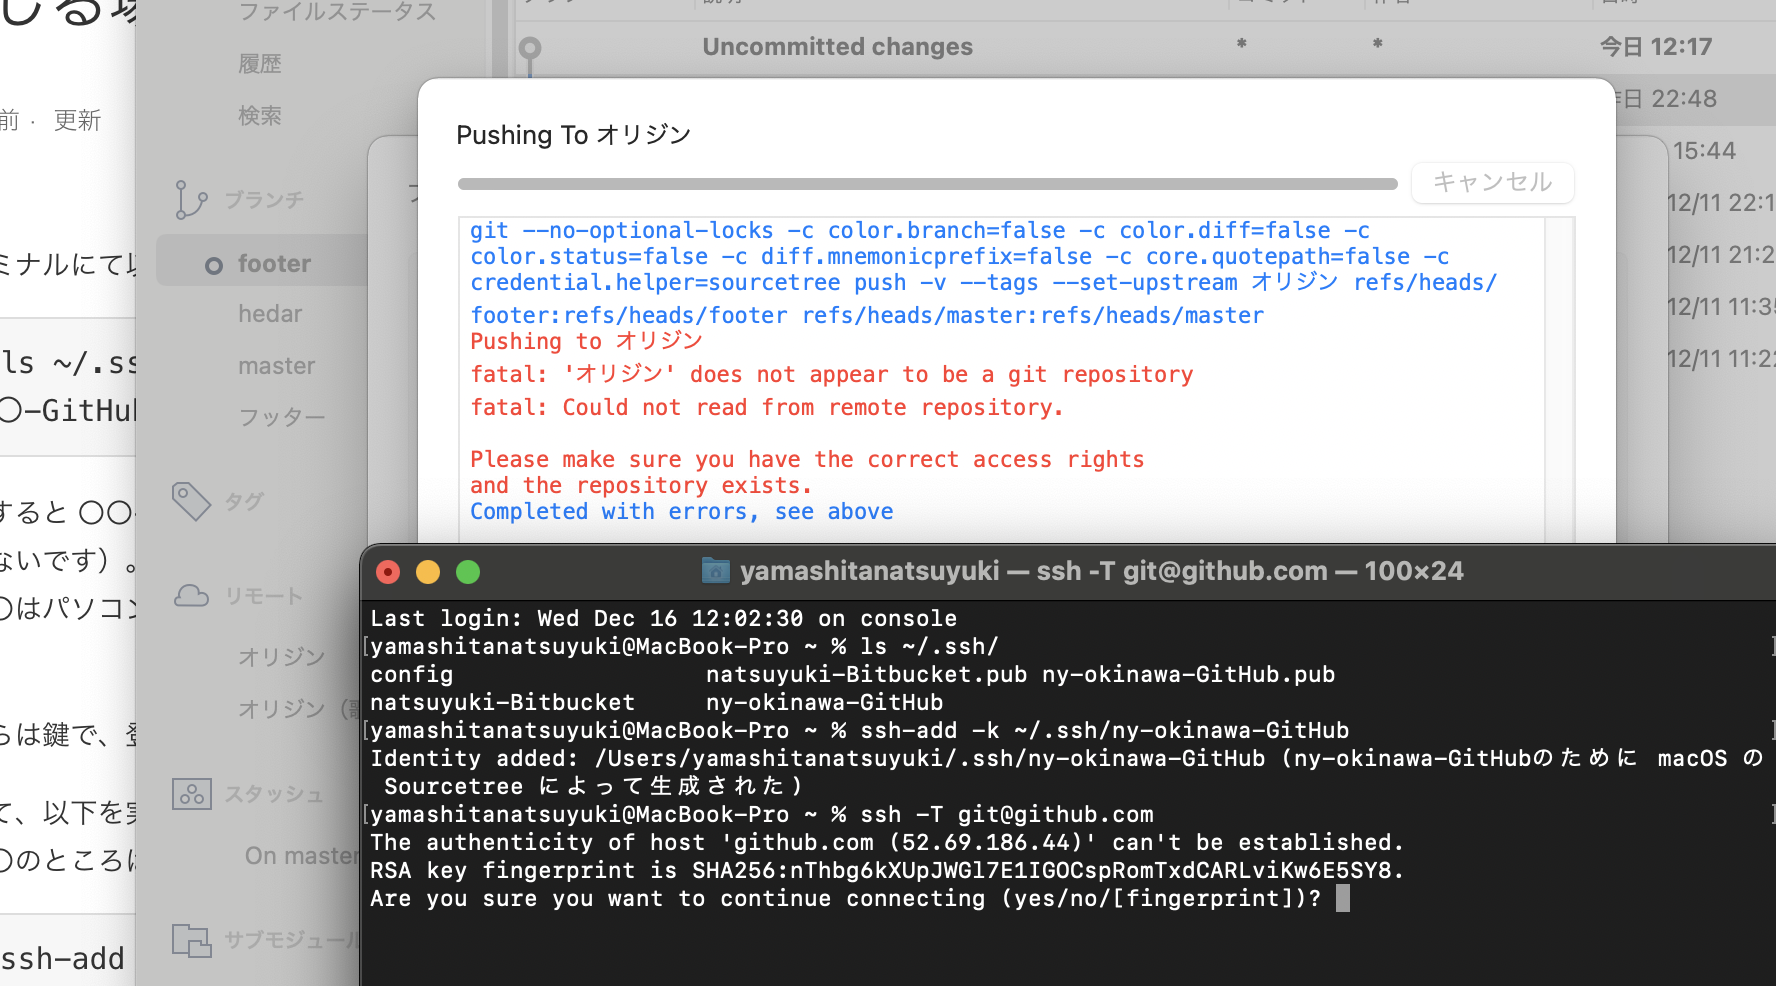 ファイルステータス
履歴
検索
ブランチ
footer
hedar
master
フッター
タグ
リモート
オリジン
オリジン
スタッシュ
On master
サブモジュール
Uncommitted changes * * 今日 12:17
日 22:48
15:44
12/11 22:1
12/11 21:2
12/11 11:3
12/11 11:22
前 · 更新
ミナルにて
ls ~/.ss
〇-GitHu
すると 〇〇
ないです）。
〇はパソコン
らは鍵で、
て、以下を実
〇のところは
ssh-add
Pushing To オリジン
キャンセル
git --no-optional-locks -c color.branch=false -c color.diff=false -c
color.status=false -c diff.mnemonicprefix=false -c core.quotepath=false -c
credential.helper=sourcetree push -v --tags --set-upstream オリジン refs/heads/
footer:refs/heads/footer refs/heads/master:refs/heads/master
Pushing to オリジン
fatal: 'オリジン' does not appear to be a git repository
fatal: Could not read from remote repository.
Please make sure you have the correct access rights
and the repository exists.
Completed with errors, see above
yamashitanatsuyuki — ssh -T git@github.com — 100×24
Last login: Wed Dec 16 12:02:30 on console
[yamashitanatsuyuki@MacBook-Pro ~ % ls ~/.ssh/ ]
config natsuyuki-Bitbucket.pub ny-okinawa-GitHub.pub
natsuyuki-Bitbucket ny-okinawa-GitHub
[yamashitanatsuyuki@MacBook-Pro ~ % ssh-add -k ~/.ssh/ny-okinawa-GitHub ]
Identity added: /Users/yamashitanatsuyuki/.ssh/ny-okinawa-GitHub (ny-okinawa-GitHubのために macOS の
Sourcetree によって生成された)
[yamashitanatsuyuki@MacBook-Pro ~ % ssh -T git@github.com ]
The authenticity of host 'github.com (52.69.186.44)' can't be established.
RSA key fingerprint is SHA256:nThbg6kXUpJWGl7E1IGOCspRomTxdCARLviKw6E5SY8.
Are you sure you want to continue connecting (yes/no/[fingerprint])?